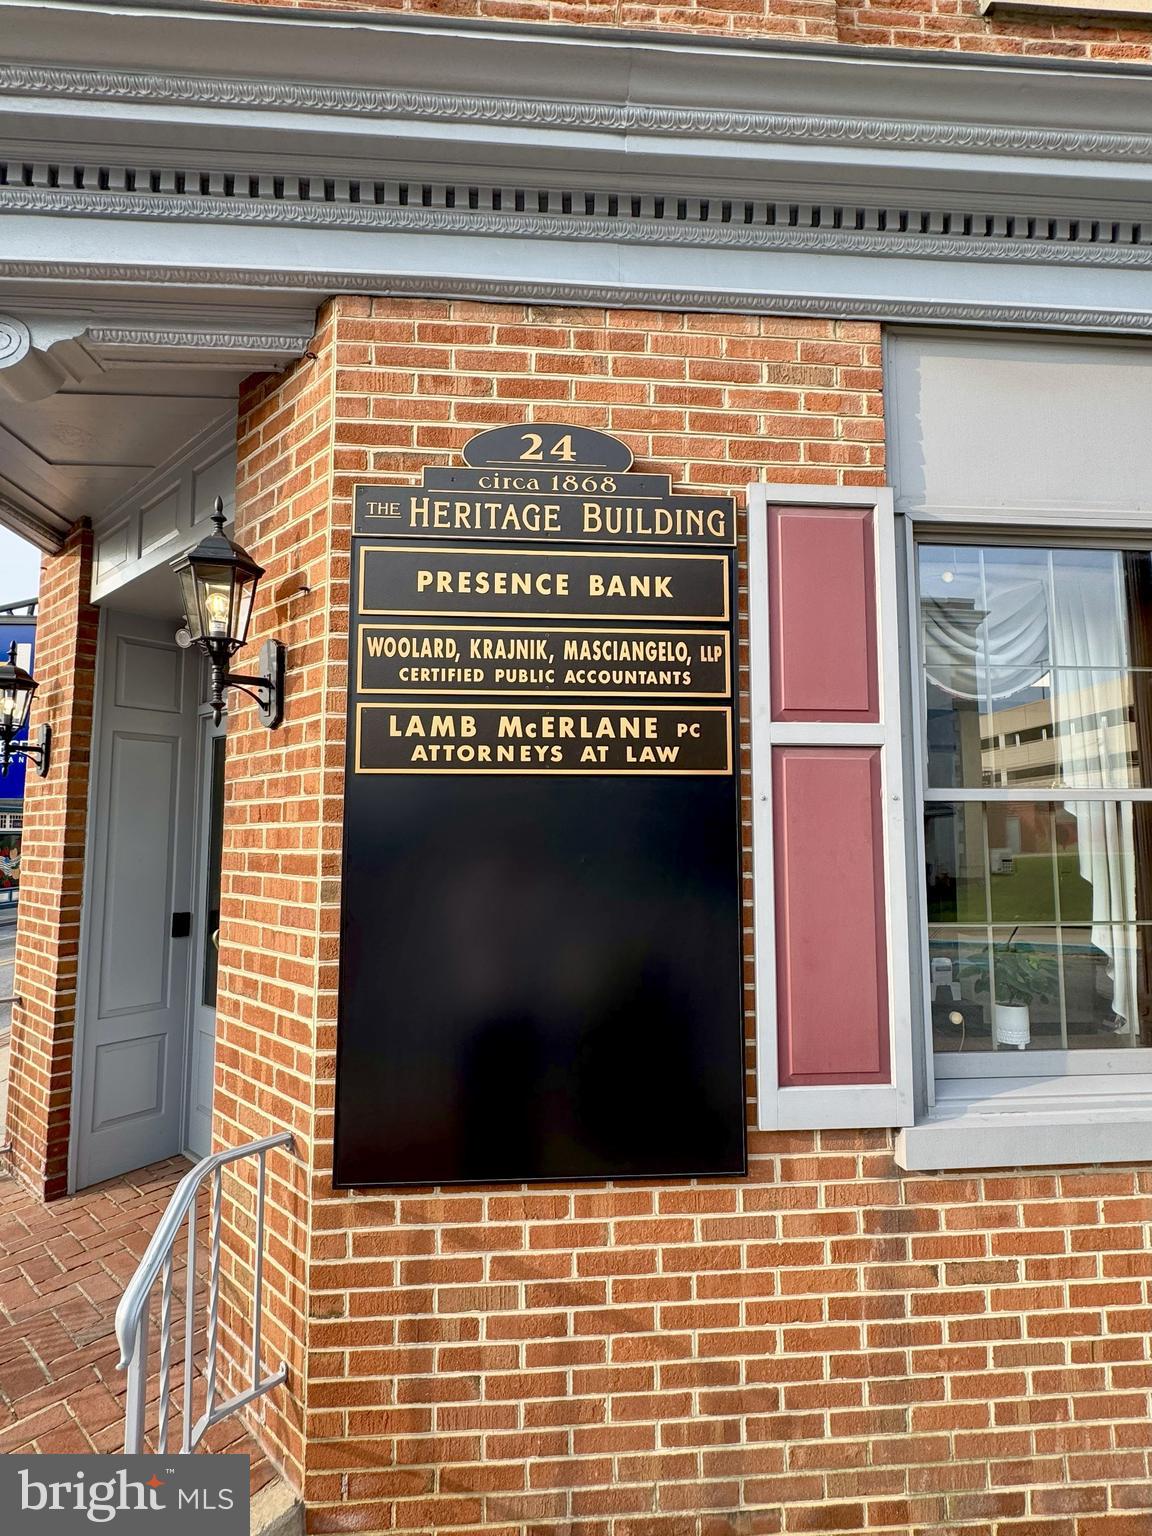 24
circa 1868
THE HERITAGE BUILDING
PRESENCE BANK
WOOLARD, KRAJNIK, MASCIANGELO, LLP
CERTIFIED PUBLIC ACCOUNTANTS
LAMB McERLANE PC
ATTORNEYS AT LAW
bright™ MLS